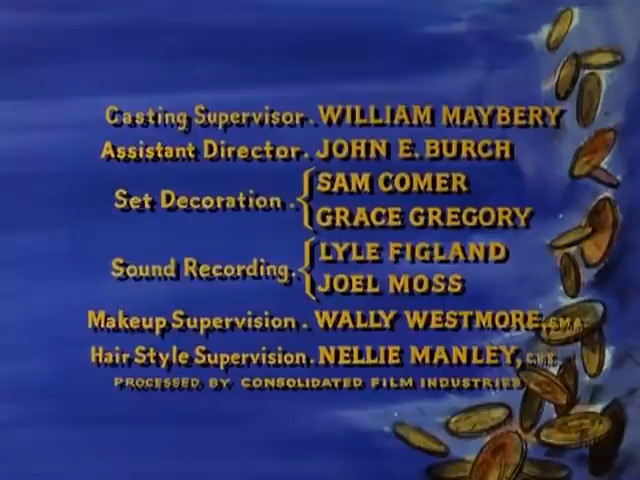 Casting Supervisor. WILLIAM MAYBERY
Assistant Director. JOHN E. BURCH
Set Decoration. { SAM COMER
GRACE GREGORY
Sound Recording. { LYLE FIGLAND
JOEL MOSS
Makeup Supervision. WALLY WESTMORE, S.M.A.
Hair Style Supervision. NELLIE MANLEY,
PROCESSED BY CONSOLIDATED FILM INDUSTRIES